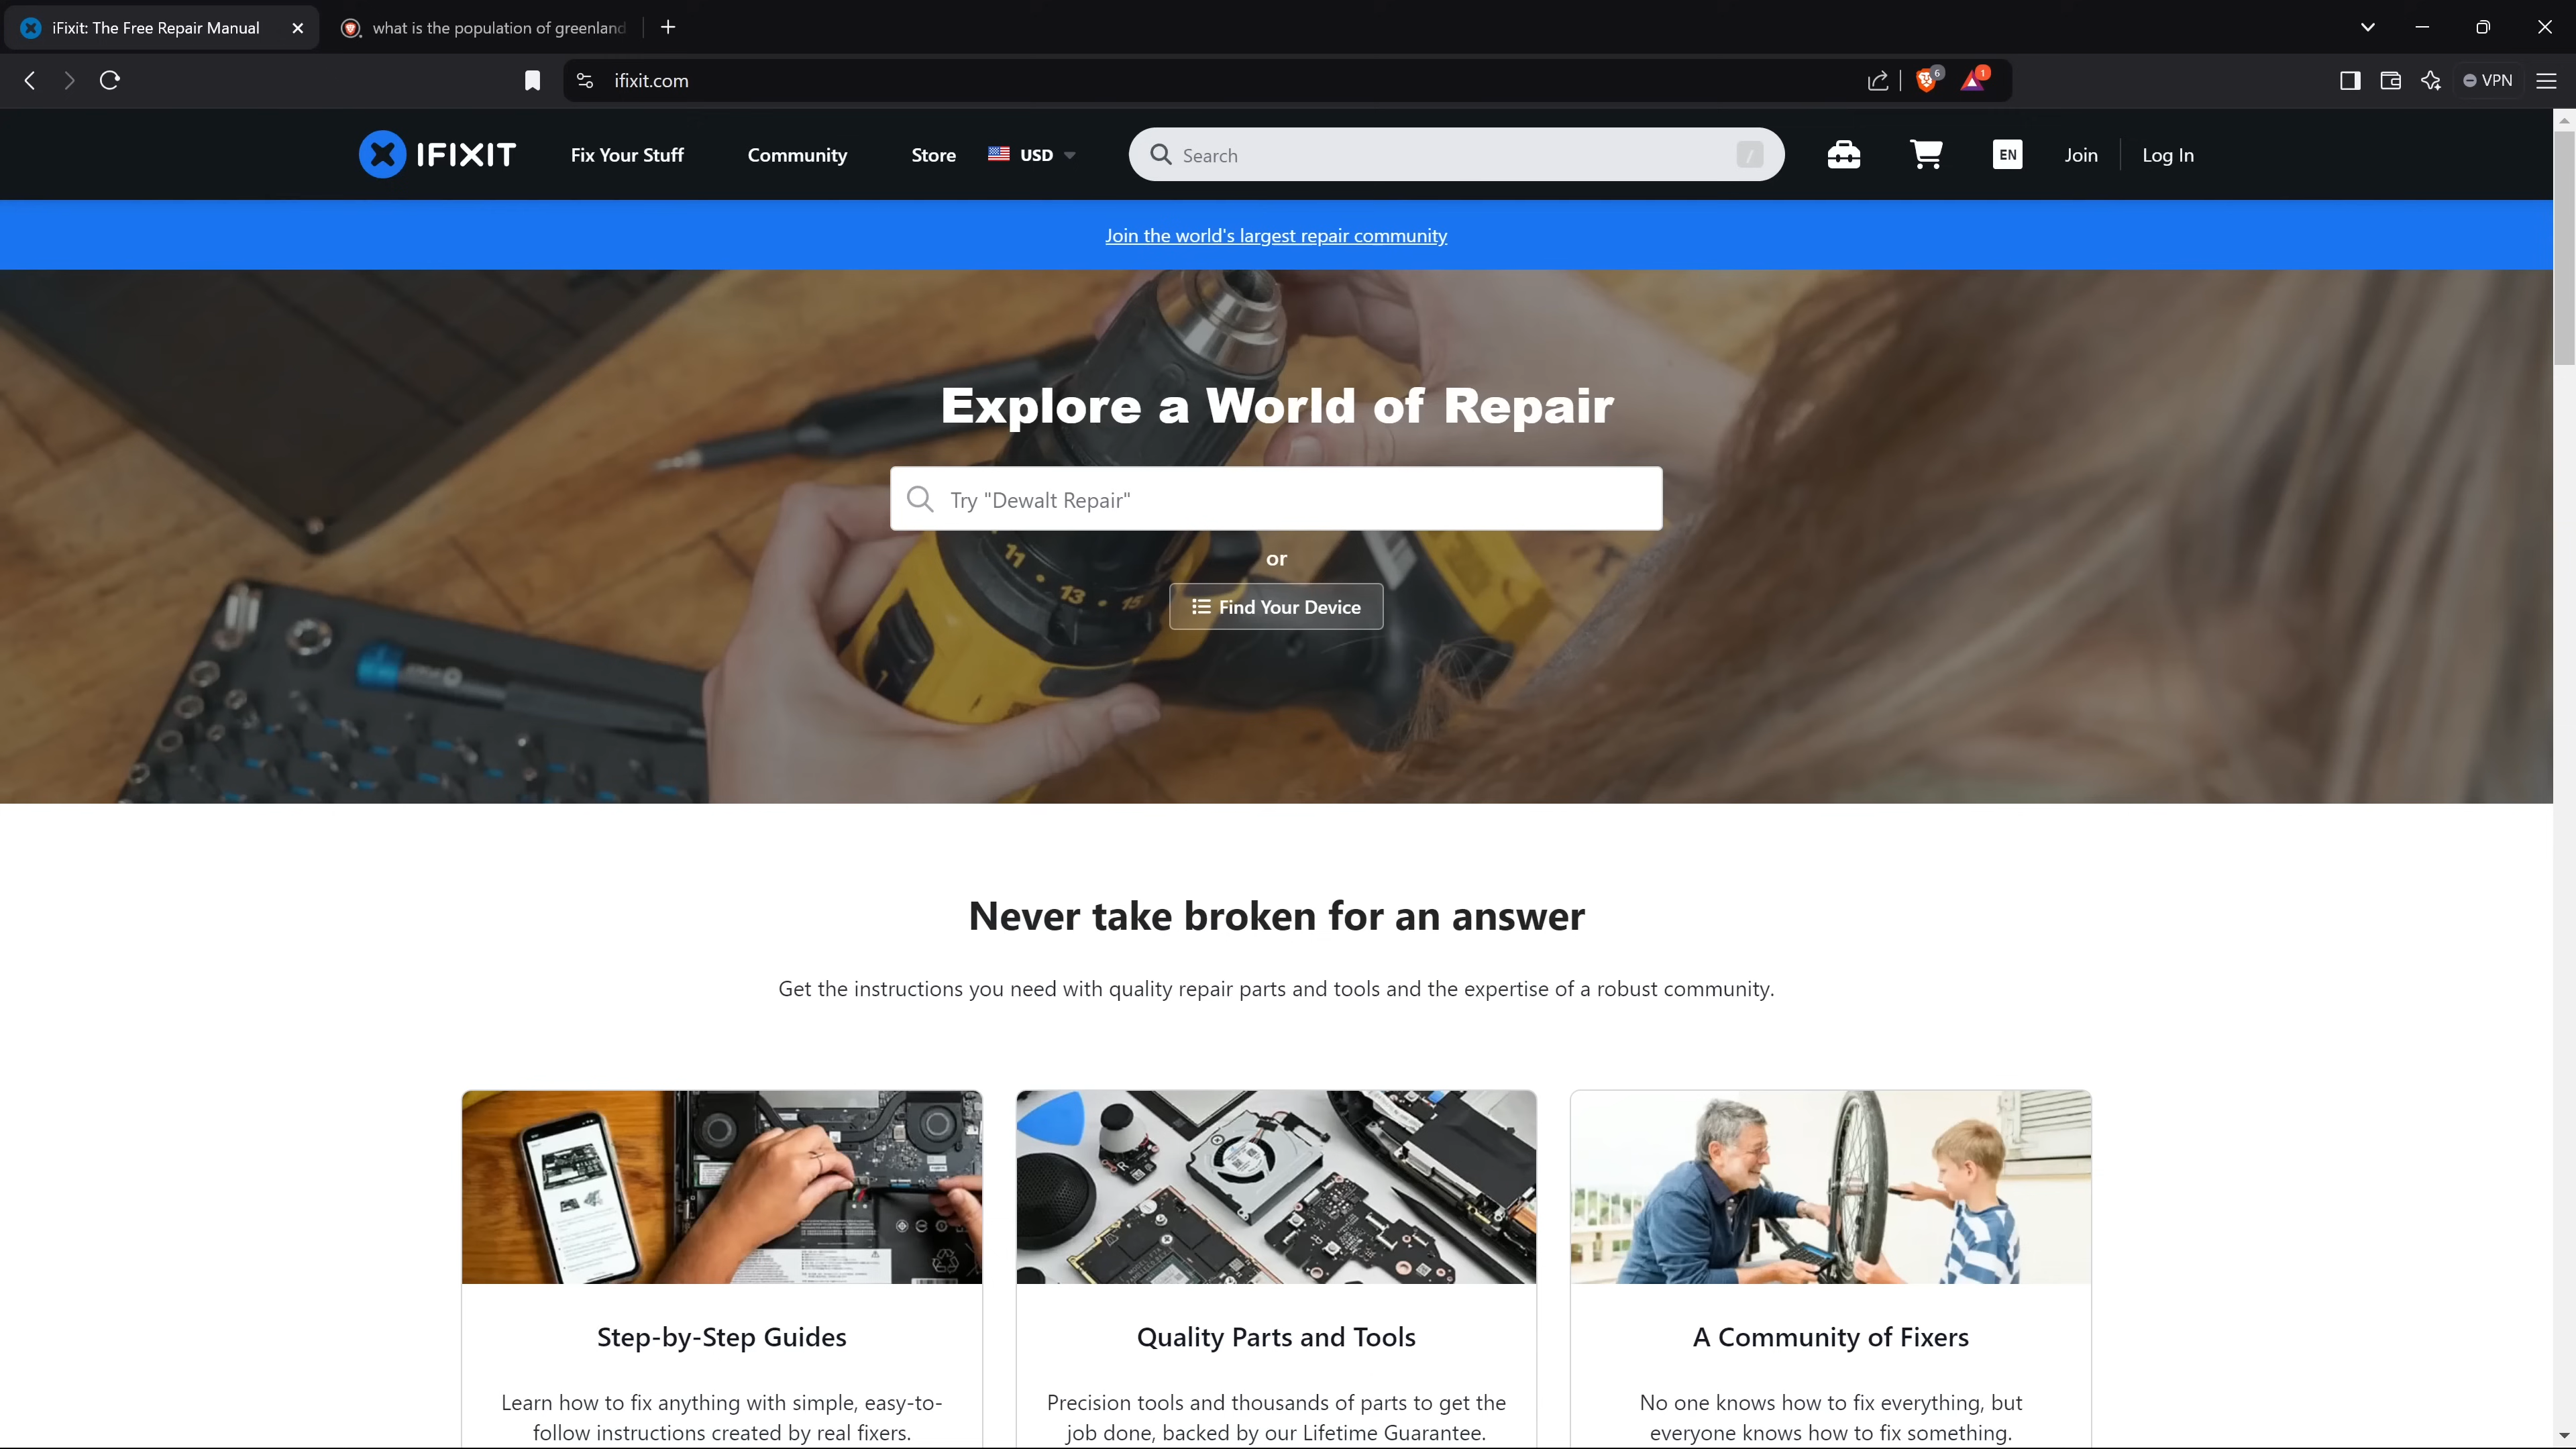 iFixit: The Free Repair Manual
what is the population of greenland
ifixit.com
6
1
VPN
IFIXIT
Fix Your Stuff
Community
Store
USD
Search
/
EN
Join
Log In
Join the world's largest repair community
Explore a World of Repair
Try "Dewalt Repair"
or
Find Your Device
11 • 13 • 15
Never take broken for an answer
Get the instructions you need with quality repair parts and tools and the expertise of a robust community.
Step-by-Step Guides
Learn how to fix anything with simple, easy-to-
follow instructions created by real fixers.
Quality Parts and Tools
Precision tools and thousands of parts to get the
job done, backed by our Lifetime Guarantee.
A Community of Fixers
No one knows how to fix everything, but
everyone knows how to fix something.